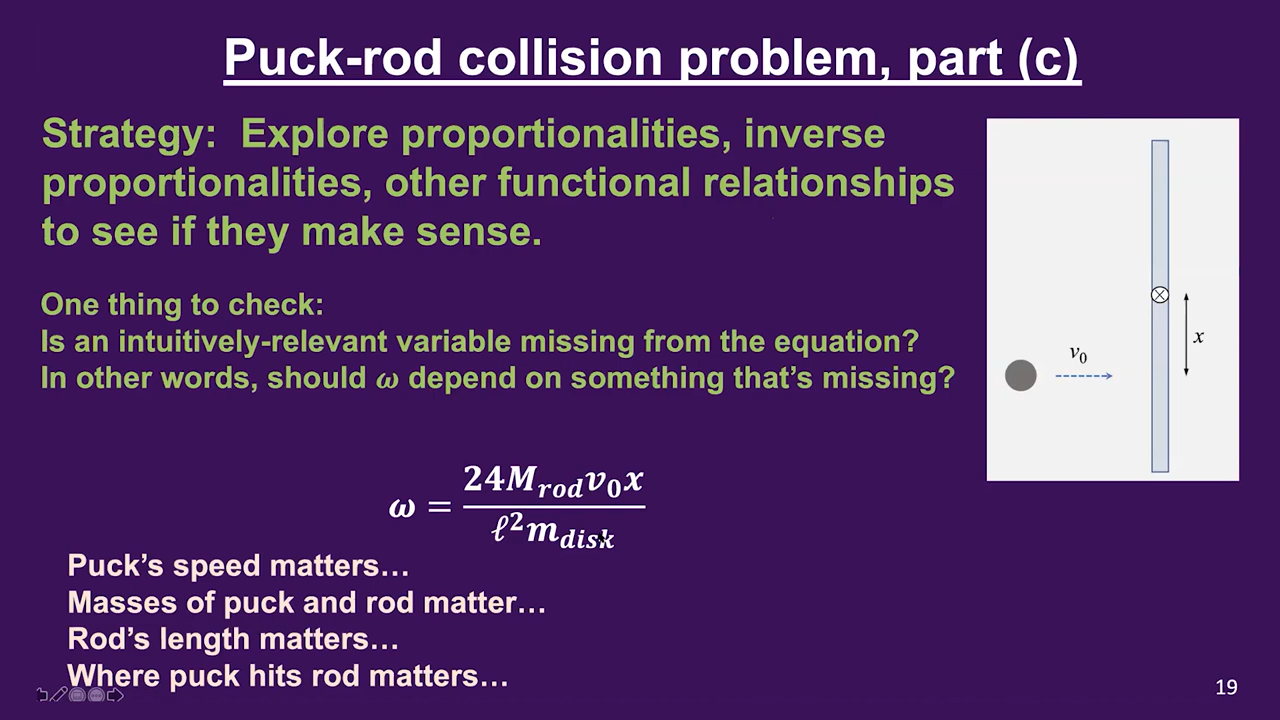 Puck-rod collision problem, part (c)
Strategy: Explore proportionalities, inverse
proportionalities, other functional relationships
to see if they make sense.
One thing to check:
Is an intuitively-relevant variable missing from the equation?
In other words, should ω depend on something that's missing?
v₀
x
ω = 24M_rod v₀x / ℓ²m_disk
Puck's speed matters…
Masses of puck and rod matter…
Rod's length matters…
Where puck hits rod matters…
19